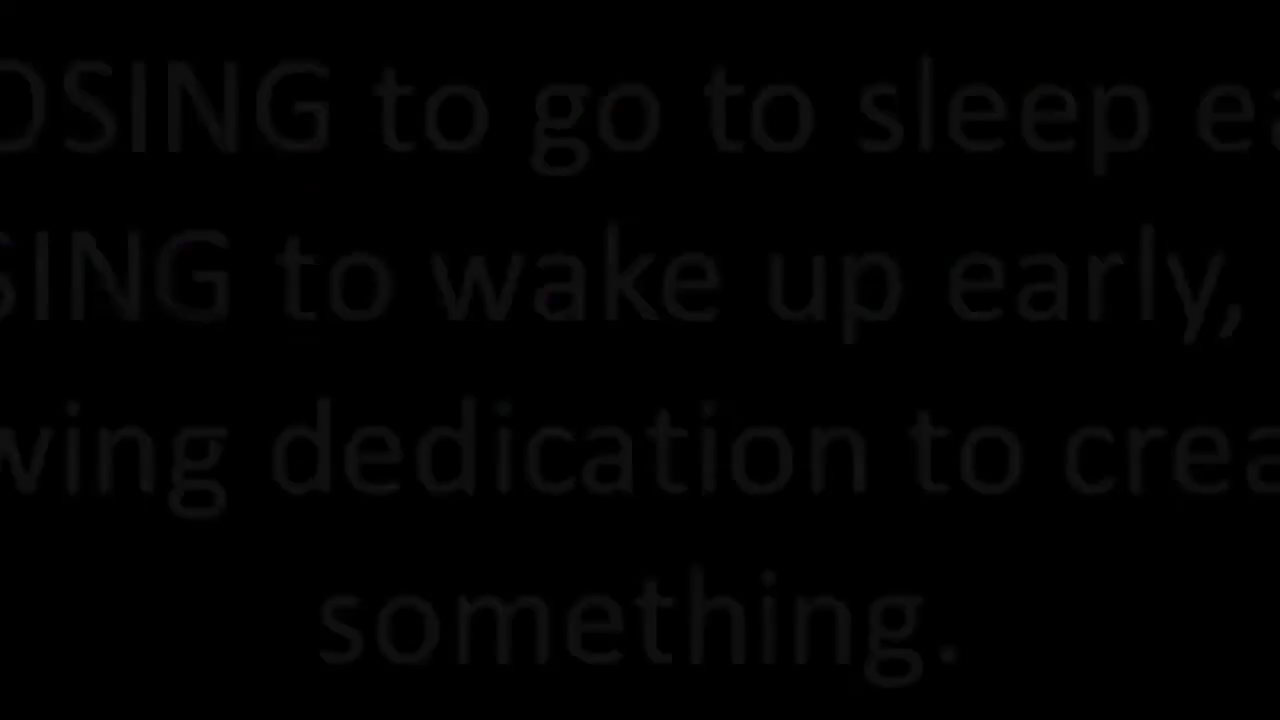 OSING to go to sleep ea
SING to wake up early,
wing dedication to crea
something.